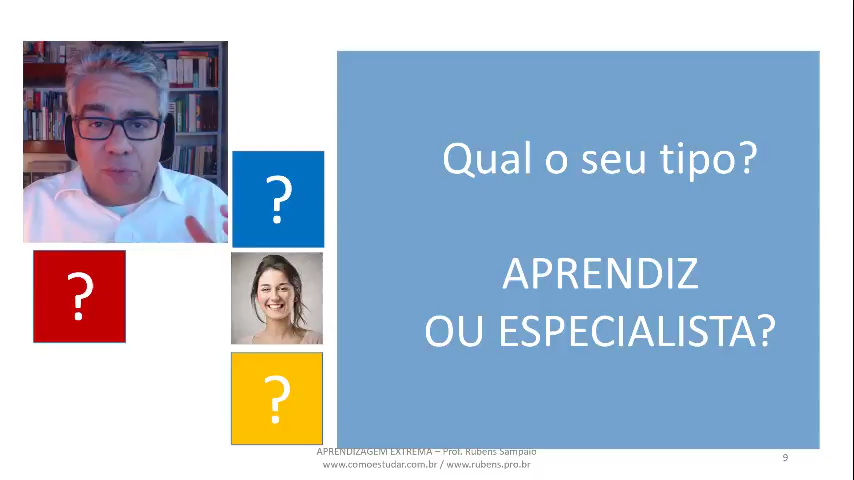 ?
?
?
Qual o seu tipo?
APRENDIZ
OU ESPECIALISTA?
APRENDIZAGEM EXTREMA – Prof. Rubens Sampaio
www.comoestudar.com.br / www.rubens.pro.br
9